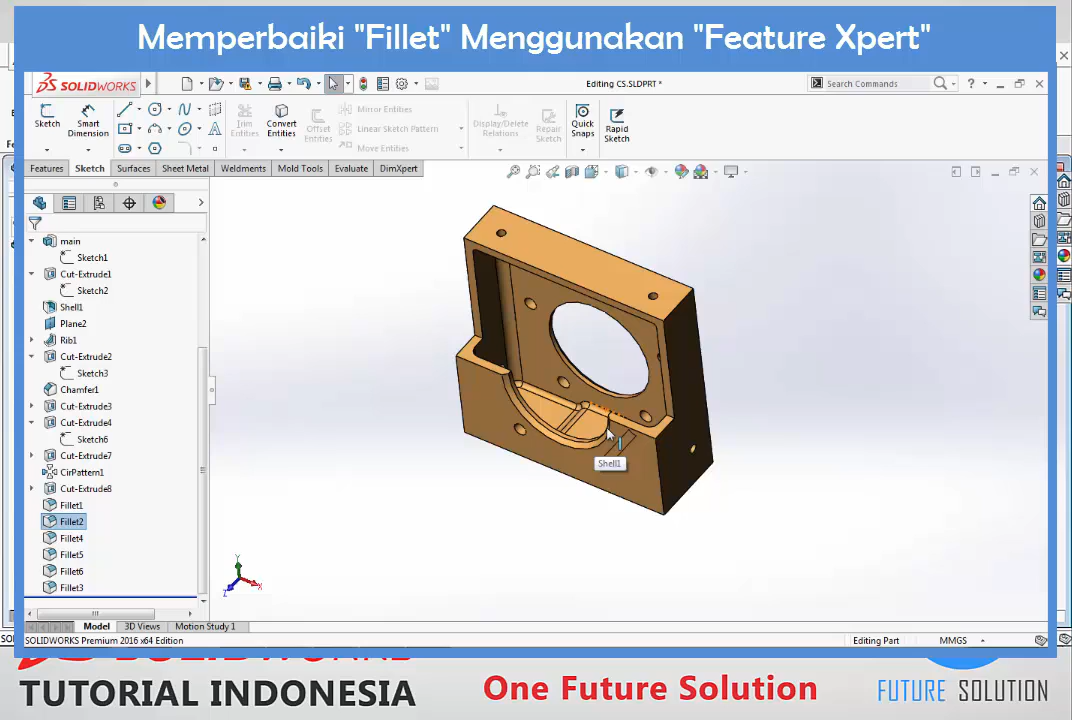 Memperbaiki "Fillet" Menggunakan "Feature Xpert"
SOLIDWORKS
Editing CS.SLDPRT *
Search Commands
Sketch
Smart Dimension
Trim Entities
Convert Entities
Offset Entities
Mirror Entities
Linear Sketch Pattern
Move Entities
Display/Delete Relations
Repair Sketch
Quick Snaps
Rapid Sketch
Features Sketch Surfaces Sheet Metal Weldments Mold Tools Evaluate DimXpert
main
Sketch1
Cut-Extrude1
Sketch2
Shell1
Plane2
Rib1
Cut-Extrude2
Sketch3
Chamfer1
Cut-Extrude3
Cut-Extrude4
Sketch6
Cut-Extrude7
CirPattern1
Cut-Extrude8
Fillet1
Fillet2
Fillet4
Fillet5
Fillet6
Fillet3
Shell1
Y
X
Z
Model 3D Views Motion Study 1
SOLIDWORKS Premium 2016 x64 Edition
Editing Part
MMGS
TUTORIAL INDONESIA
One Future Solution
FUTURE SOLUTION